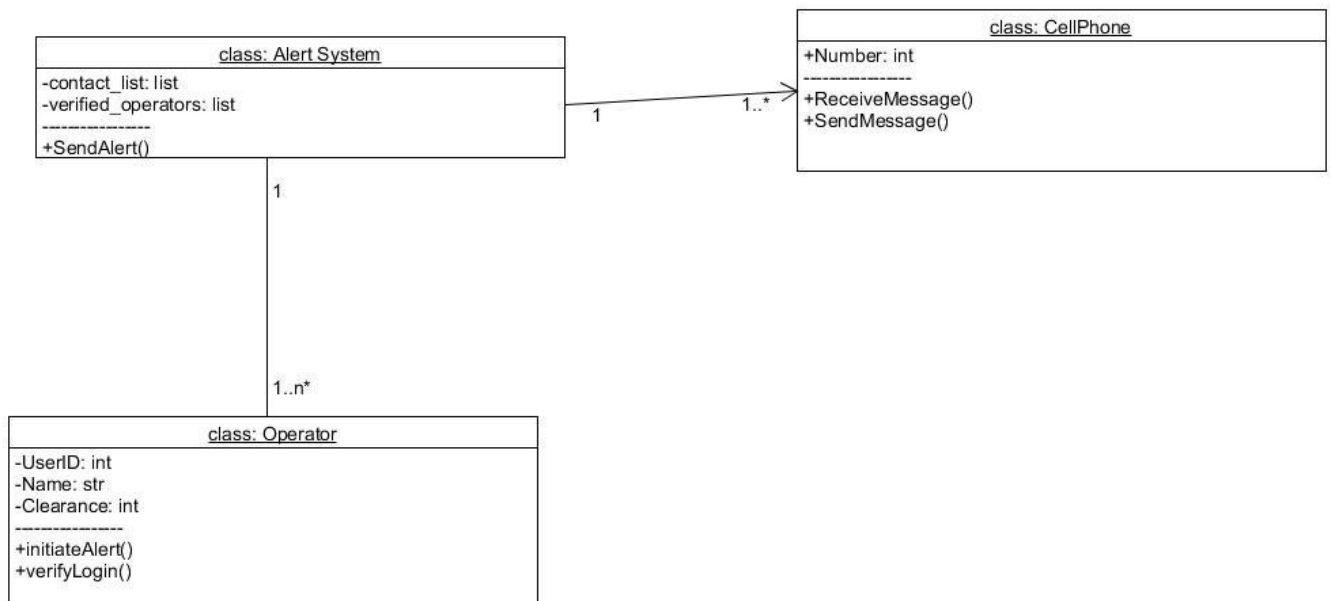 class: Alert System
-contact_list: list
-verified_operators: list
-----------------
+SendAlert()
1
1..*
class: CellPhone
+Number: int
-----------------
+ReceiveMessage()
+SendMessage()
1
1..n*
class: Operator
-UserID: int
-Name: str
-Clearance: int
-----------------
+initiateAlert()
+verifyLogin()